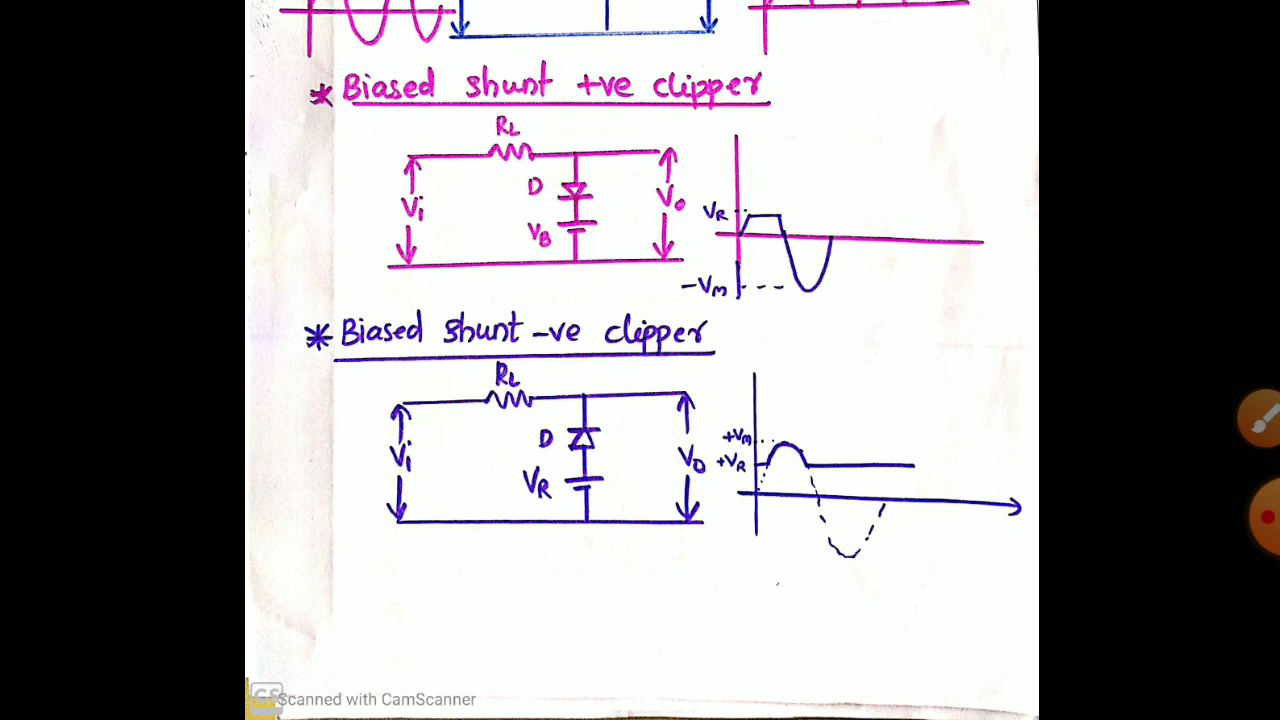 * Biased shunt +ve clipper
RL
D
Vi
Vo
VB
VR
-Vm
* Biased shunt -ve clipper
RL
D
Vi
VR
Vo
+Vm
+VR
CS Scanned with CamScanner